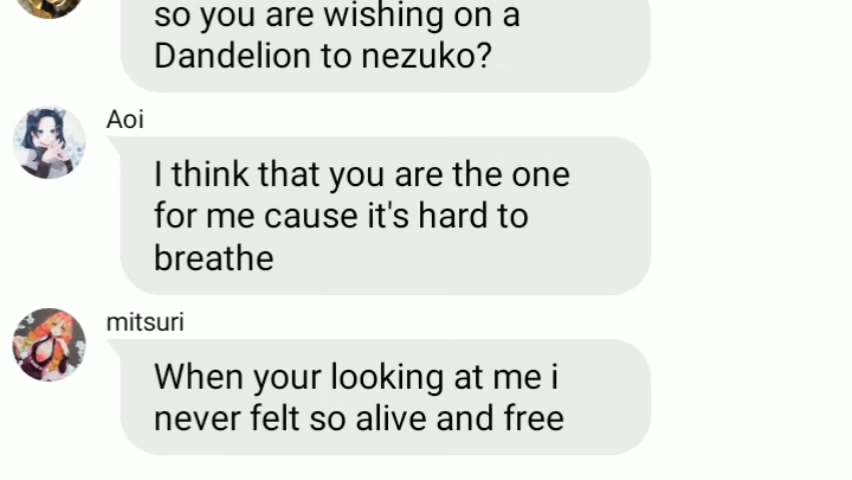 so you are wishing on a
Dandelion to nezuko?
Aoi
I think that you are the one
for me cause it's hard to
breathe
mitsuri
When your looking at me i
never felt so alive and free